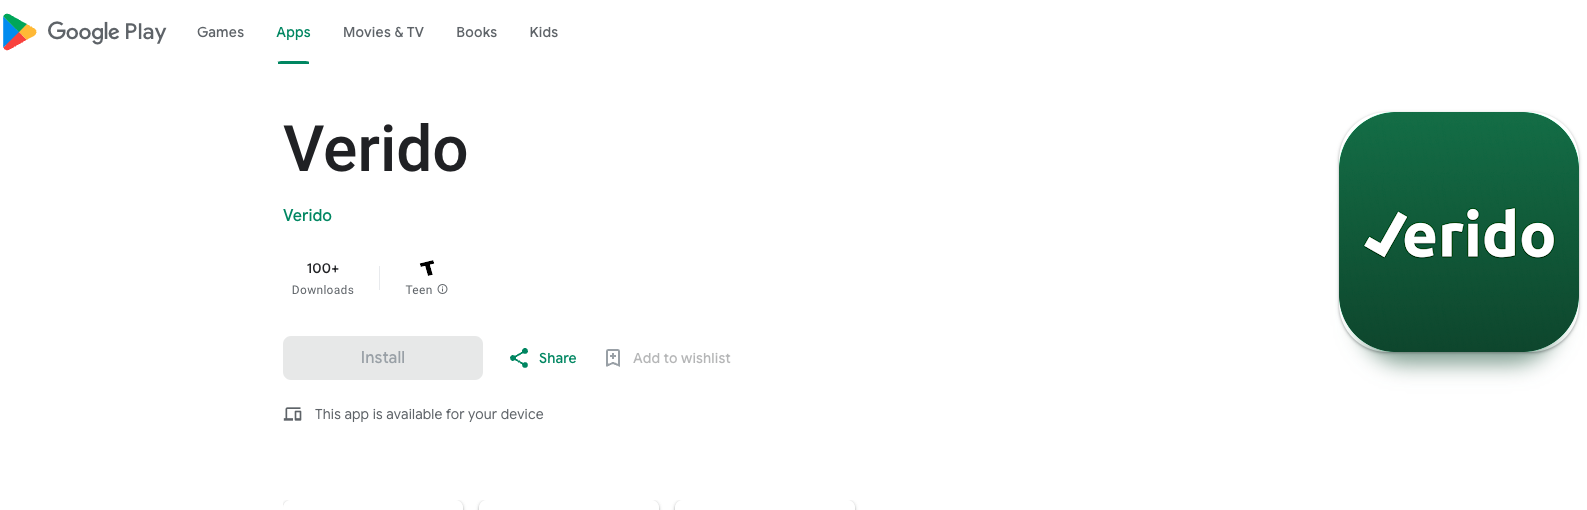 Google Play Games Apps Movies & TV Books Kids
Verido
Verido
100+
Downloads
Teen
Install Share Add to wishlist
This app is available for your device
verido